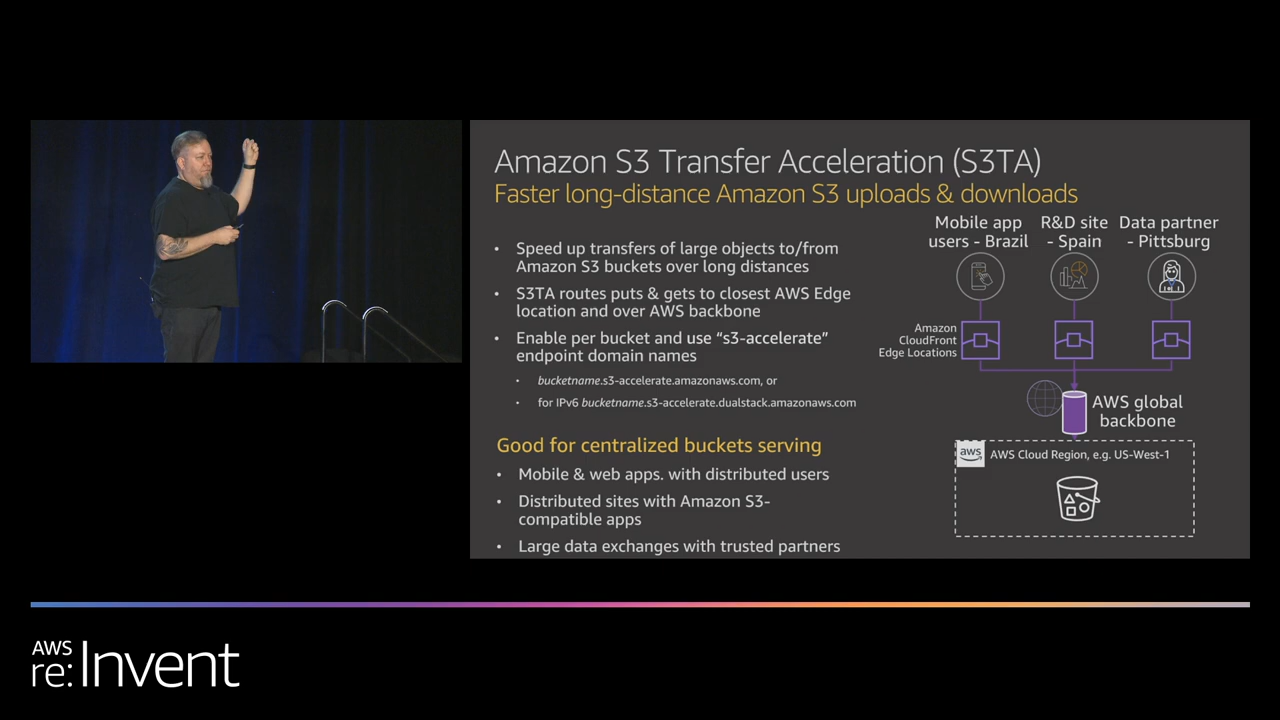 Amazon S3 Transfer Acceleration (S3TA)
Faster long-distance Amazon S3 uploads & downloads
• Speed up transfers of large objects to/from
Amazon S3 buckets over long distances
• S3TA routes puts & gets to closest AWS Edge
location and over AWS backbone
• Enable per bucket and use “s3-accelerate”
endpoint domain names
• bucketname.s3-accelerate.amazonaws.com, or
• for IPv6 bucketname.s3-accelerate.dualstack.amazonaws.com
Good for centralized buckets serving
• Mobile & web apps. with distributed users
• Distributed sites with Amazon S3-
compatible apps
• Large data exchanges with trusted partners
Mobile app
users - Brazil
R&D site
- Spain
Data partner
- Pittsburg
Amazon
CloudFront
Edge Locations
AWS global
backbone
aws
AWS Cloud Region, e.g. US-West-1
AWS
re:Invent